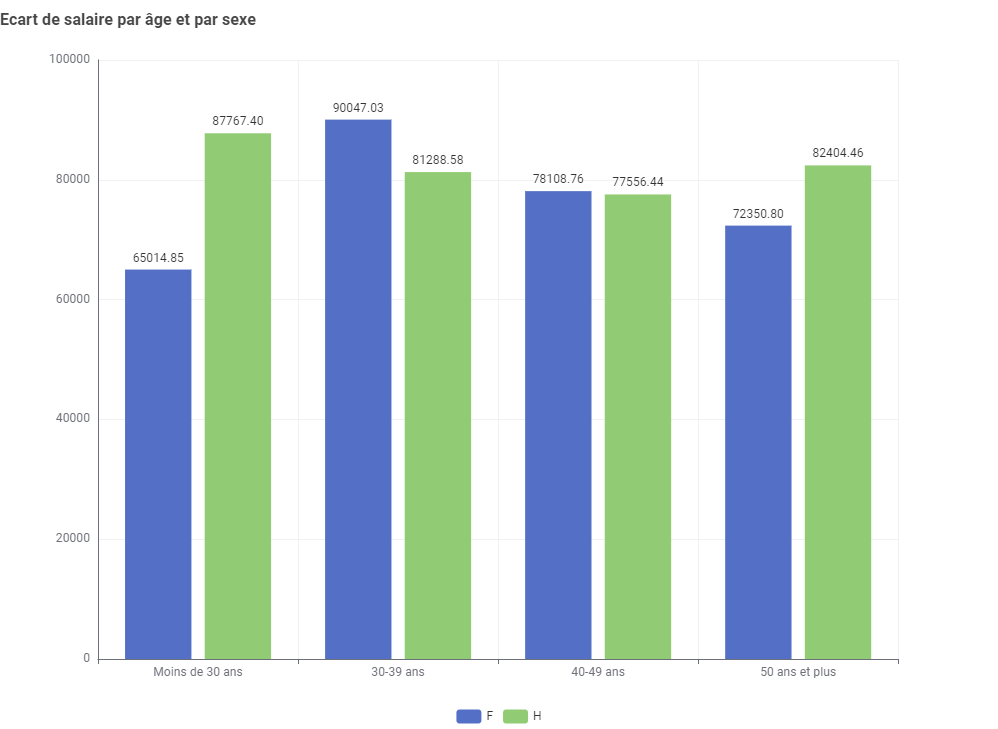 Ecart de salaire par âge et par sexe
100000
90047.03
87767.40
81288.58
82404.46
80000
78108.76
77556.44
72350.80
65014.85
60000
40000
20000
0
Moins de 30 ans
30-39 ans
40-49 ans
50 ans et plus
F
H